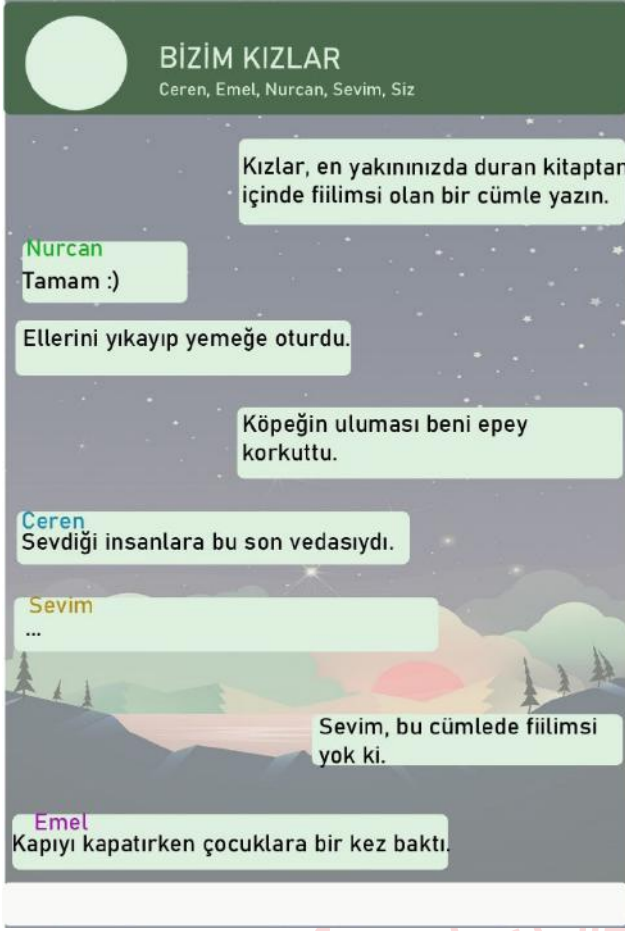 BİZİM KIZLAR
Ceren, Emel, Nurcan, Sevim, Siz
Kızlar, en yakınınızda duran kitaptan
içinde fiilimsi olan bir cümle yazın.
Nurcan
Tamam :)
Ellerini yıkayıp yemeğe oturdu.
Köpeğin uluması beni epey
korkuttu.
Ceren
Sevdiği insanlara bu son vedasıydı.
Sevim
...
Sevim, bu cümlede fiilimsi
yok ki.
Emel
Kapıyı kapatırken çocuklara bir kez baktı.